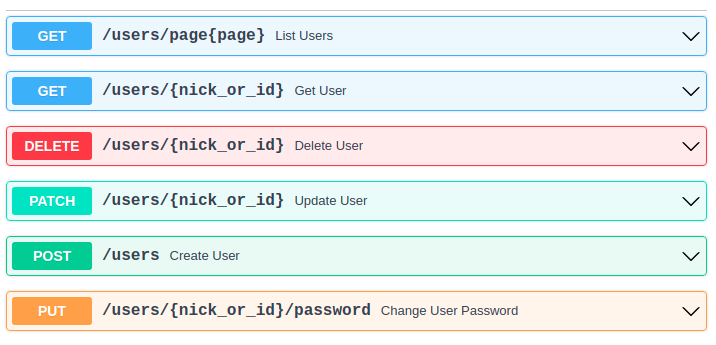 GET /users/page{page} List Users
GET /users/{nick_or_id} Get User
DELETE /users/{nick_or_id} Delete User
PATCH /users/{nick_or_id} Update User
POST /users Create User
PUT /users/{nick_or_id}/password Change User Password